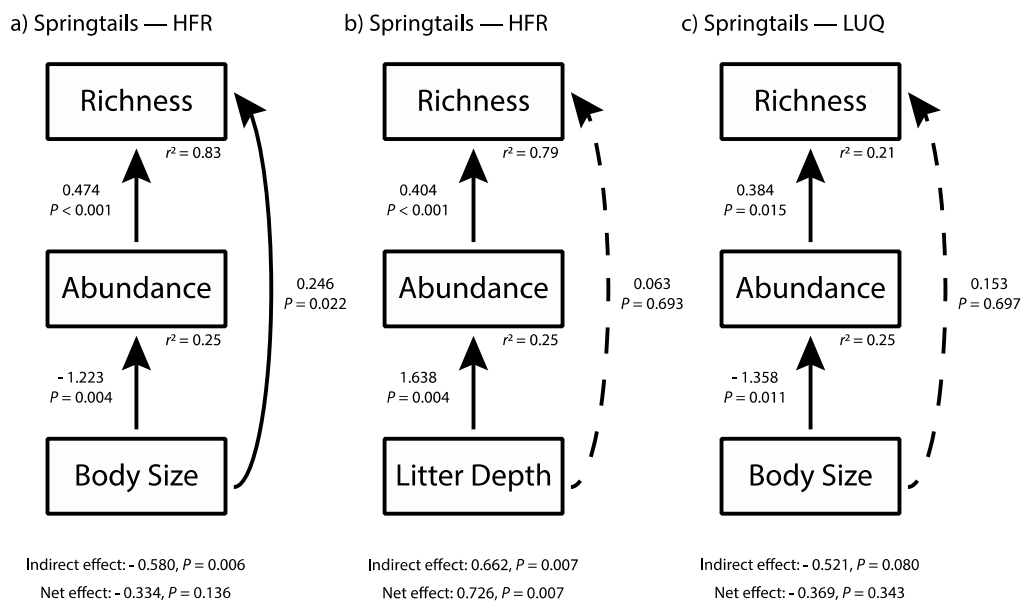 a) Springtails — HFR
Richness
r² = 0.83
0.474
P < 0.001
Abundance
r² = 0.25
0.246
P = 0.022
- 1.223
P = 0.004
Body Size
Indirect effect: - 0.580, P = 0.006
Net effect: - 0.334, P = 0.136
b) Springtails — HFR
Richness
r² = 0.79
0.404
P < 0.001
Abundance
r² = 0.25
0.063
P = 0.693
1.638
P = 0.004
Litter Depth
Indirect effect: 0.662, P = 0.007
Net effect: 0.726, P = 0.007
c) Springtails — LUQ
Richness
r² = 0.21
0.384
P = 0.015
Abundance
r² = 0.25
0.153
P = 0.697
- 1.358
P = 0.011
Body Size
Indirect effect: - 0.521, P = 0.080
Net effect: - 0.369, P = 0.343